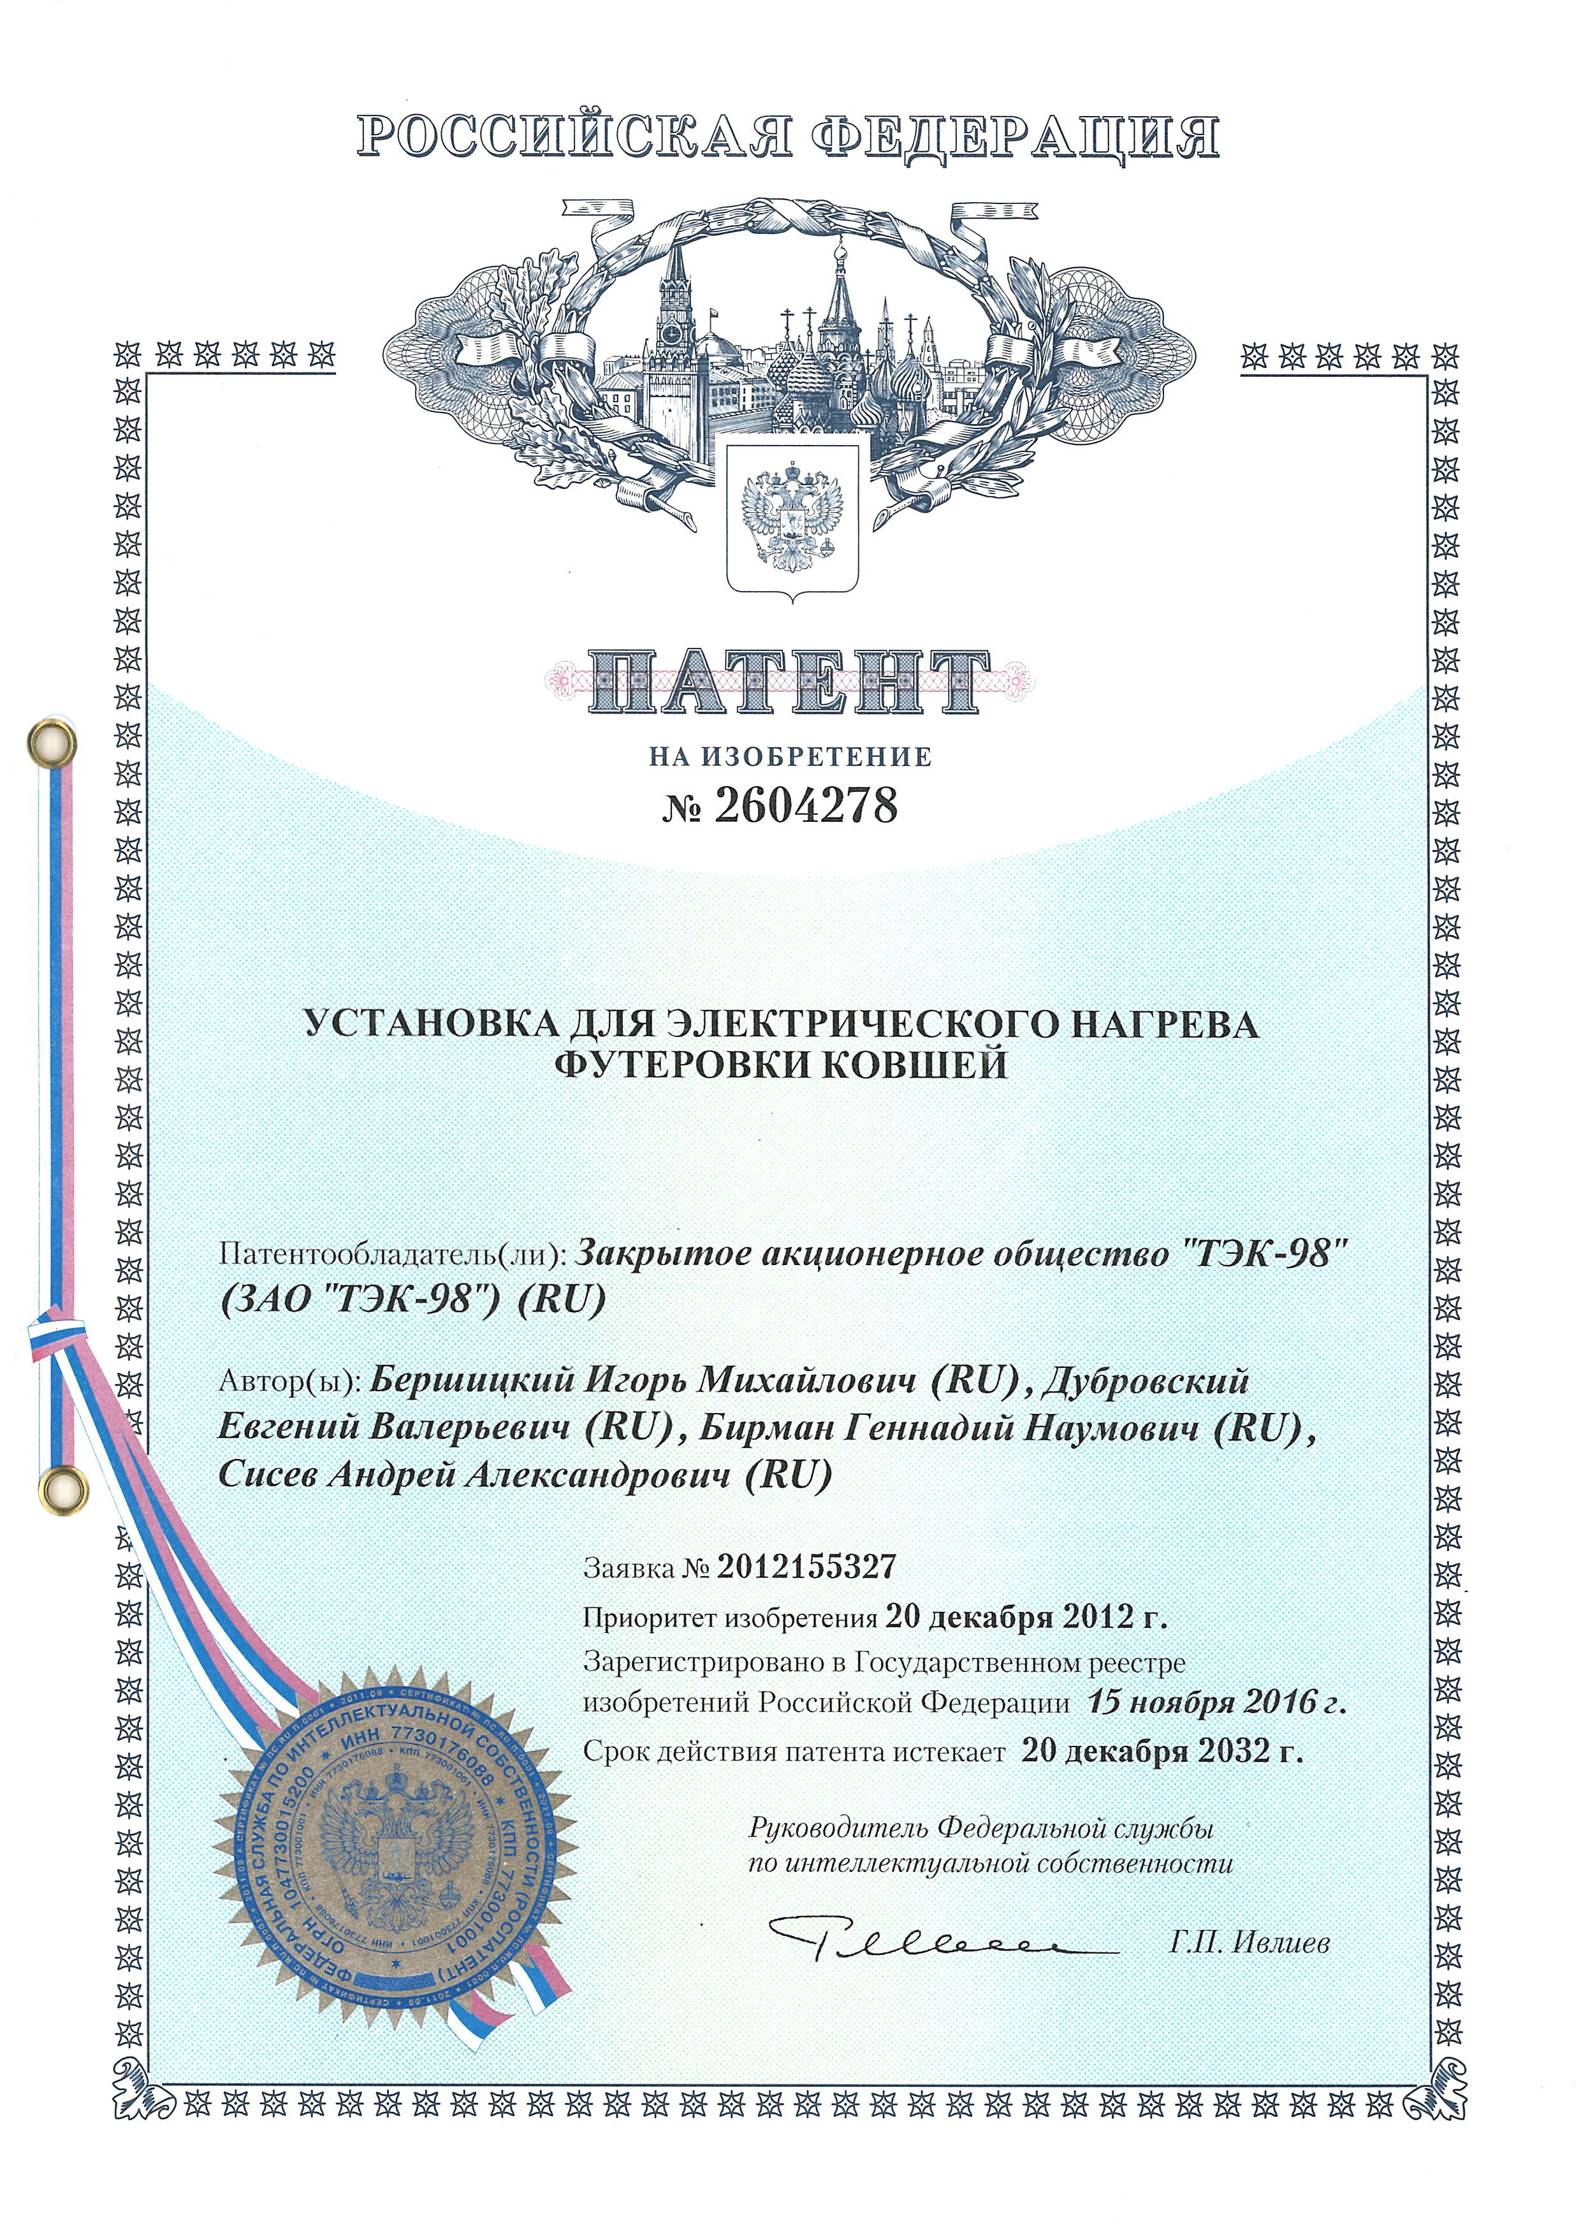 РОССИЙСКАЯ ФЕДЕРАЦИЯ
ПАТЕНТ
НА ИЗОБРЕТЕНИЕ
№ 2604278
УСТАНОВКА ДЛЯ ЭЛЕКТРИЧЕСКОГО НАГРЕВА
ФУТЕРОВКИ КОВШЕЙ
Патентообладатель(ли): Закрытое акционерное общество "ТЭК-98"
(ЗАО "ТЭК-98") (RU)
Автор(ы): Бершицкий Игорь Михайлович (RU), Дубровский
Евгений Валерьевич (RU), Бирман Геннадий Наумович (RU),
Сисев Андрей Александрович (RU)
Заявка № 2012155327
Приоритет изобретения 20 декабря 2012 г.
Зарегистрировано в Государственном реестре
изобретений Российской Федерации 15 ноября 2016 г.
Срок действия патента истекает 20 декабря 2032 г.
Руководитель Федеральной службы
по интеллектуальной собственности
Г.П. Ивлиев
ФЕДЕРАЛЬНАЯ СЛУЖБА ПО ИНТЕЛЛЕКТУАЛЬНОЙ СОБСТВЕННОСТИ (РОСПАТЕНТ)
ОГРН 1047730015200 * ИНН 7730176088 * КПП 773001001 *